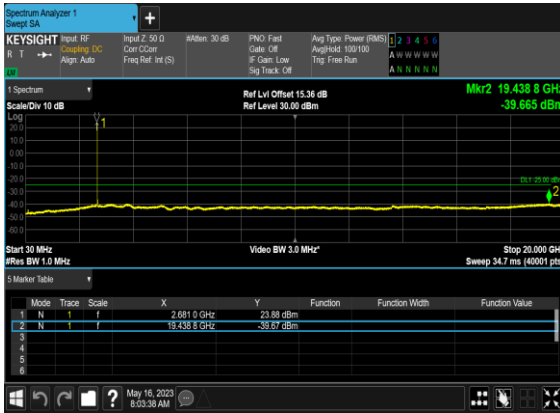 Spectrum Analyzer 1
Swept SA
+
KEYSIGHT Input: RF Input Z: 50 Ω #Atten: 30 dB PNO: Fast Avg Type: Power (RMS) 1 2 3 4 5 6
R T Coupling: DC Corr CCorr Gate: Off Avg|Hold: 100/100 A W W W W W
Align: Auto Freq Ref: Int (S) IF Gain: Low Trig: Free Run
Sig Track: Off A N N N N N
1 Spectrum
Scale/Div 10 dB
Ref Lvl Offset 15.36 dB
Ref Level 30.00 dBm
Mkr2 19.438 8 GHz
-39.665 dBm
Log
1
20.0
10.0
0.00
-10.0
-20.0
DL1 -25.00 dBm
-30.0
2
-40.0
-50.0
-60.0
Start 30 MHz Video BW 3.0 MHz* Stop 20.000 GHz
#Res BW 1.0 MHz Sweep 34.7 ms (40001 pts)
5 Marker Table
Mode Trace Scale X Y Function Function Width Function Value
1 N 1 f 2.681 0 GHz 23.88 dBm
2 N 1 f 19.438 8 GHz -39.67 dBm
3
4
5
6
? May 16, 2023
8:03:38 AM